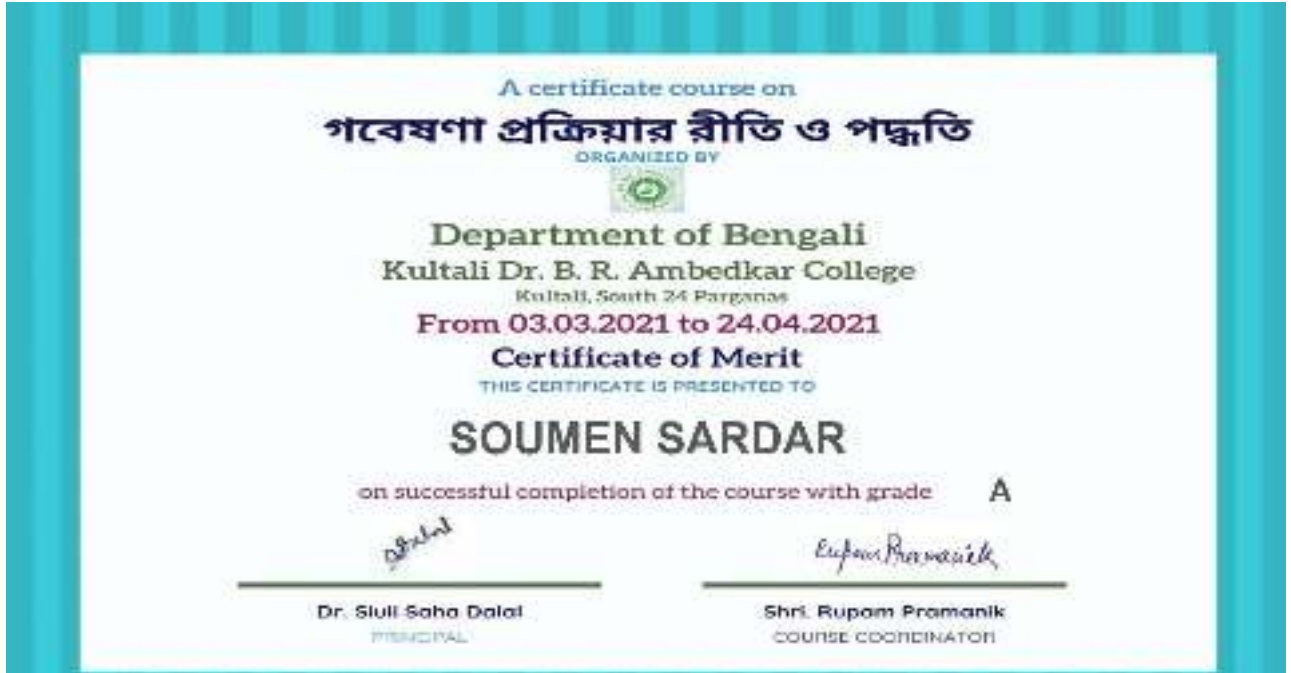 A certificate course on
গবেষণা প্রক্রিয়ার রীতি ও পদ্ধতি
ORGANIZED BY
Department of Bengali
Kultali Dr. B. R. Ambedkar College
Kultali, South 24 Parganas
From 03.03.2021 to 24.04.2021
Certificate of Merit
THIS CERTIFICATE IS PRESENTED TO
SOUMEN SARDAR
on successful completion of the course with grade A
Rupam Pramanik
Dr. Siuli Saha Dalal
Shri. Rupam Pramanik
PRINCIPAL
COURSE COORDINATOR